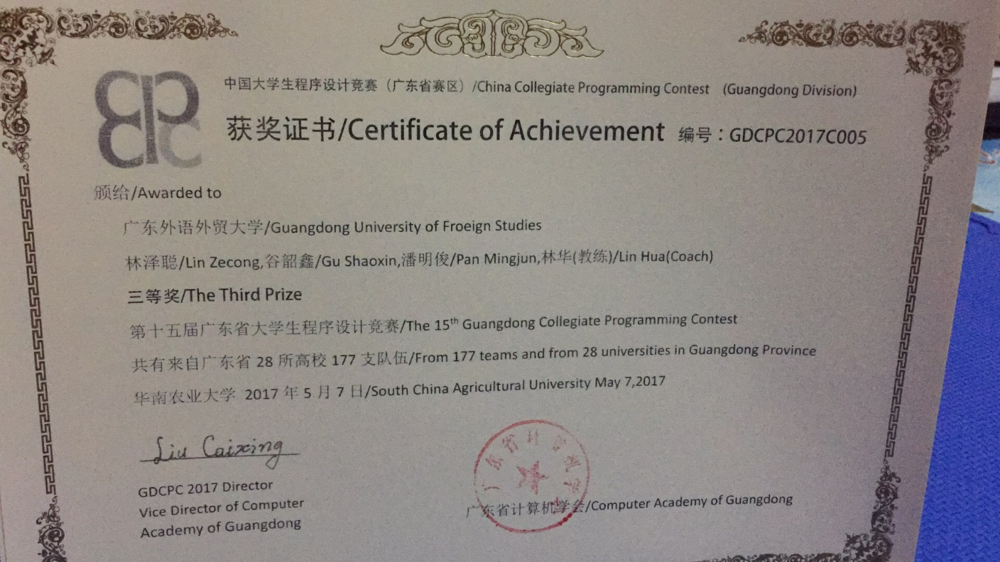 中国大学生程序设计竞赛（广东省赛区）/China Collegiate Programming Contest (Guangdong Division)
获奖证书/Certificate of Achievement 编号：GDCPC2017C005
颁给/Awarded to
广东外语外贸大学/Guangdong University of Froeign Studies
林泽聪/Lin Zecong,谷韶鑫/Gu Shaoxin,潘明俊/Pan Mingjun,林华(教练)/Lin Hua(Coach)
三等奖/The Third Prize
第十五届广东省大学生程序设计竞赛/The 15th Guangdong Collegiate Programming Contest
共有来自广东省 28 所高校 177 支队伍/From 177 teams and from 28 universities in Guangdong Province
华南农业大学 2017 年 5 月 7 日/South China Agricultural University May 7,2017
Liu Caixing
GDCPC 2017 Director
Vice Director of Computer
Academy of Guangdong
广东省计算机学会
广东省计算机学会/Computer Academy of Guangdong